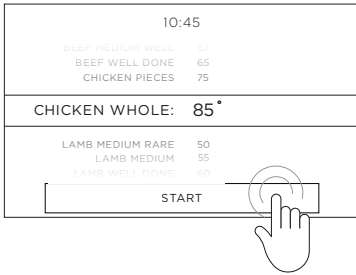 10:45
BEEF MEDIUM WELL 57
BEEF WELL DONE 65
CHICKEN PIECES 75
CHICKEN WHOLE: 85°
LAMB MEDIUM RARE 50
LAMB MEDIUM 55
LAMB WELL DONE 60
START